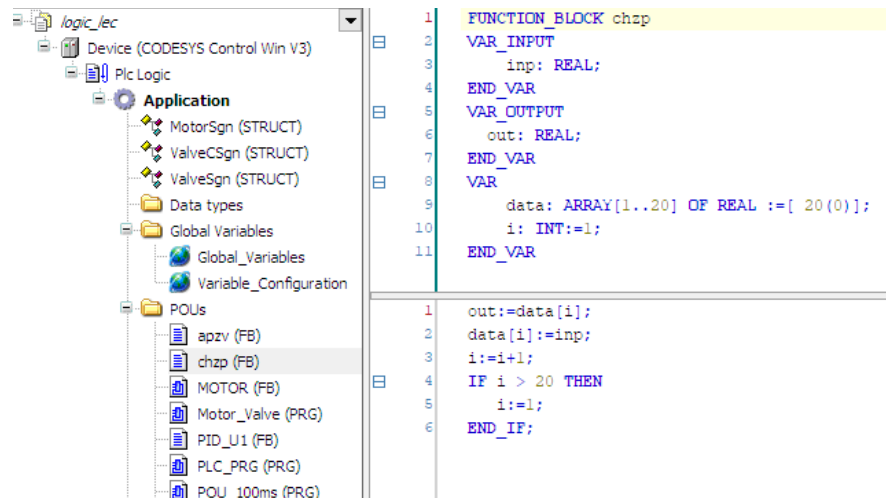 logic_lec
Device (CODESYS Control Win V3)
Plc Logic
Application
MotorSgn (STRUCT)
ValveCSgn (STRUCT)
ValveSgn (STRUCT)
Data types
Global Variables
Global_Variables
Variable_Configuration
POUs
apzv (FB)
chzp (FB)
MOTOR (FB)
Motor_Valve (PRG)
PID_U1 (FB)
PLC_PRG (PRG)
POU_100ms (PRG)
1 FUNCTION_BLOCK chzp
2 VAR_INPUT
3 inp: REAL;
4 END_VAR
5 VAR_OUTPUT
6 out: REAL;
7 END_VAR
8 VAR
9 data: ARRAY[1..20] OF REAL :=[ 20(0)];
10 i: INT:=1;
11 END_VAR
1 out:=data[i];
2 data[i]:=inp;
3 i:=i+1;
4 IF i > 20 THEN
5 i:=1;
6 END_IF;